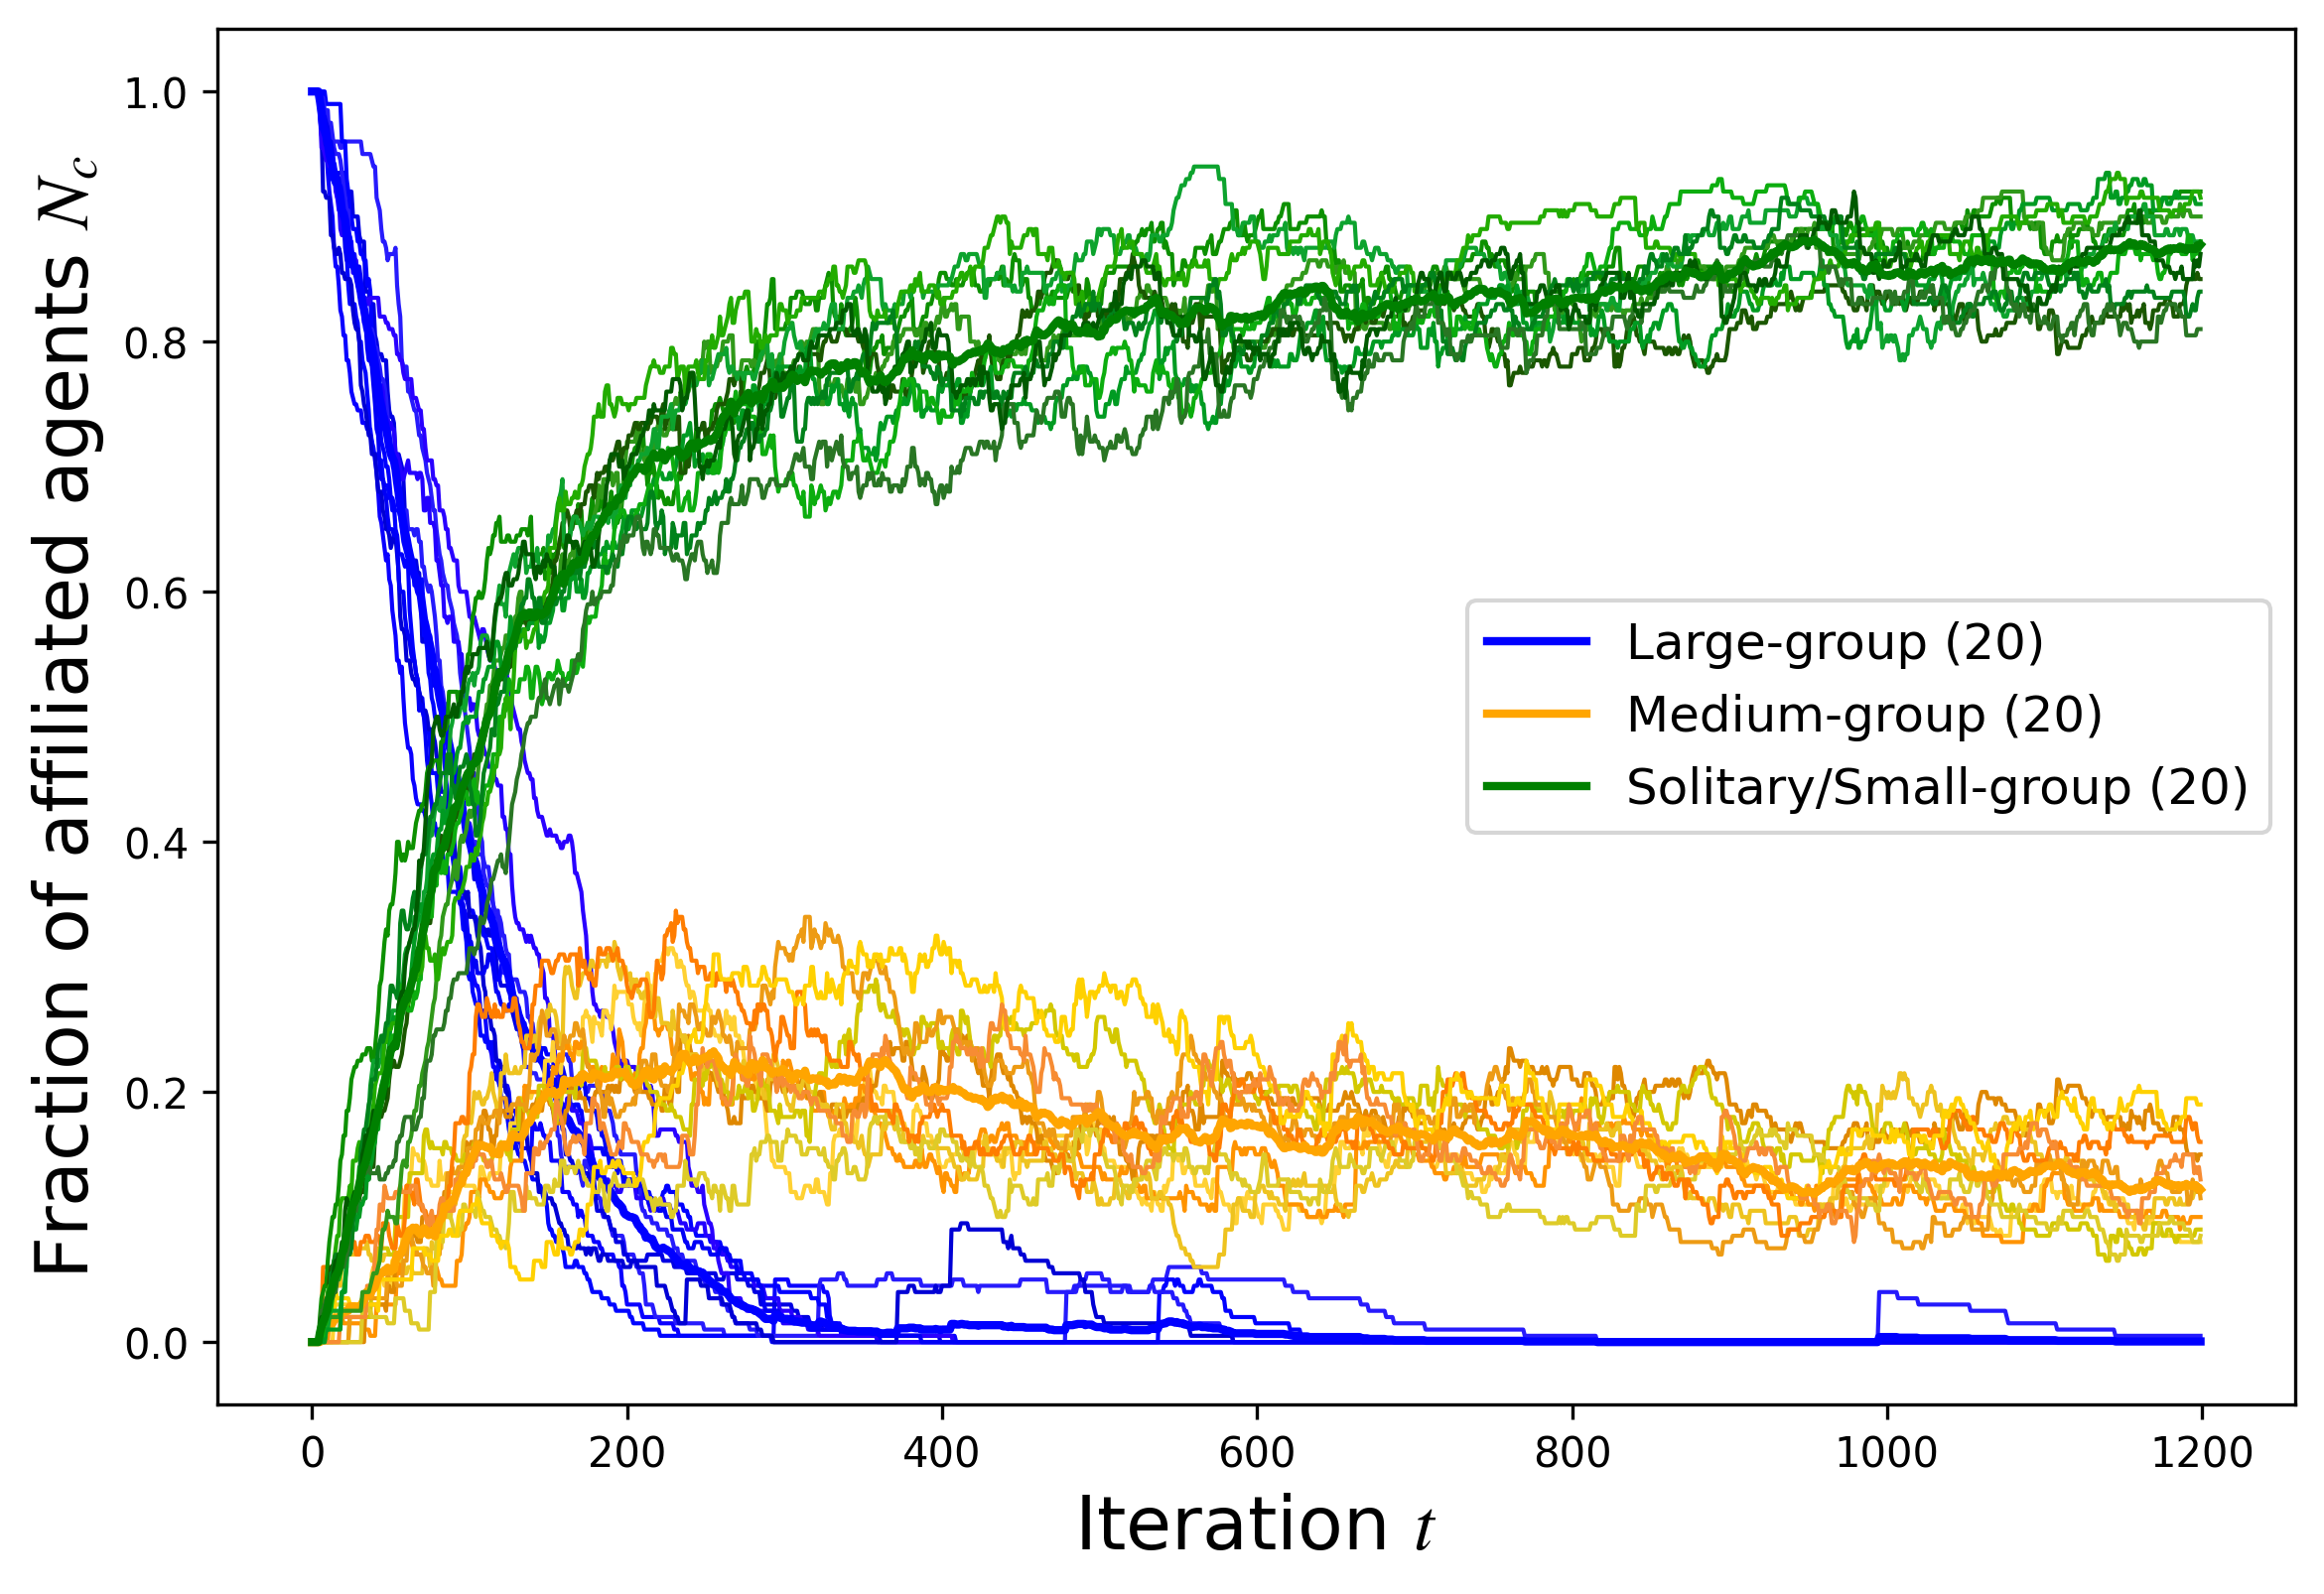 Fraction of affiliated agents N_c
1.0
0.8
0.6
0.4
0.2
0.0
Large-group (20)
Medium-group (20)
Solitary/Small-group (20)
0 200 400 600 800 1000 1200
Iteration t